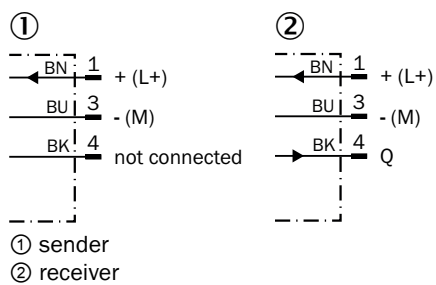 ① ②
BN 1 + (L+) BN 1 + (L+)
BU 3 - (M) BU 3 - (M)
BK 4 not connected BK 4 Q
① sender
② receiver